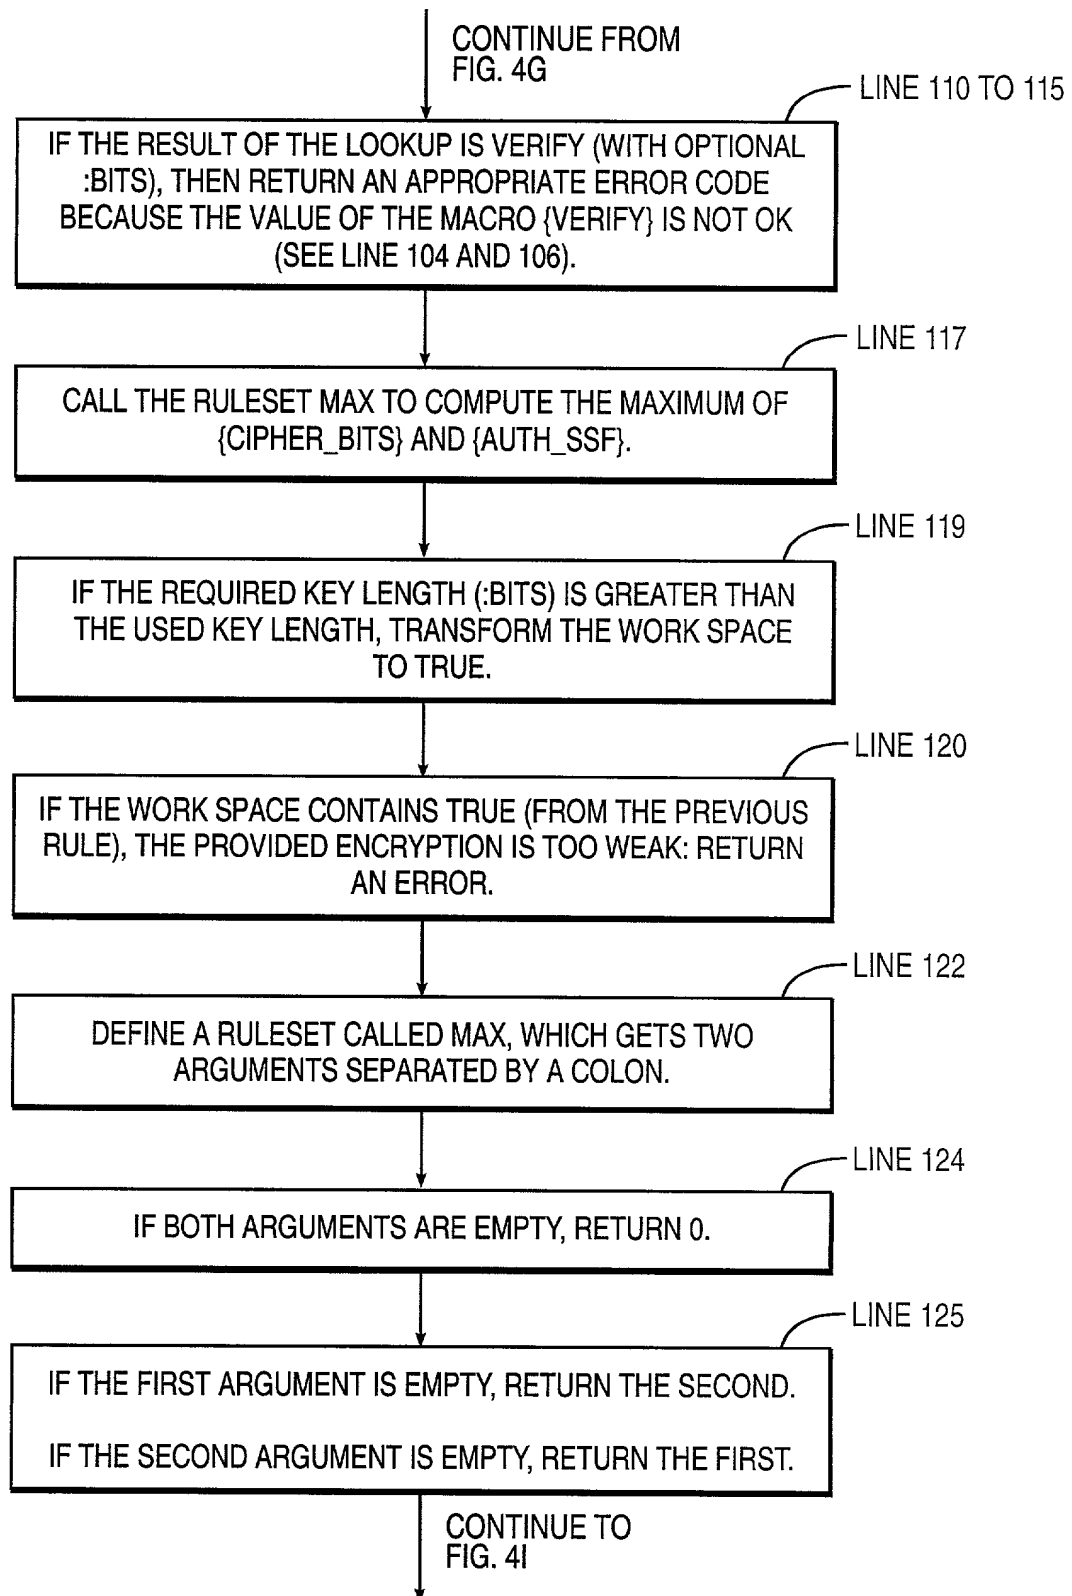 CONTINUE FROM
FIG. 4G
LINE 110 TO 115
IF THE RESULT OF THE LOOKUP IS VERIFY (WITH OPTIONAL
:BITS), THEN RETURN AN APPROPRIATE ERROR CODE
BECAUSE THE VALUE OF THE MACRO {VERIFY} IS NOT OK
(SEE LINE 104 AND 106).
LINE 117
CALL THE RULESET MAX TO COMPUTE THE MAXIMUM OF
{CIPHER_BITS} AND {AUTH_SSF}.
LINE 119
IF THE REQUIRED KEY LENGTH (:BITS) IS GREATER THAN
THE USED KEY LENGTH, TRANSFORM THE WORK SPACE
TO TRUE.
LINE 120
IF THE WORK SPACE CONTAINS TRUE (FROM THE PREVIOUS
RULE), THE PROVIDED ENCRYPTION IS TOO WEAK: RETURN
AN ERROR.
LINE 122
DEFINE A RULESET CALLED MAX, WHICH GETS TWO
ARGUMENTS SEPARATED BY A COLON.
LINE 124
IF BOTH ARGUMENTS ARE EMPTY, RETURN 0.
LINE 125
IF THE FIRST ARGUMENT IS EMPTY, RETURN THE SECOND.
IF THE SECOND ARGUMENT IS EMPTY, RETURN THE FIRST.
CONTINUE TO
FIG. 4I